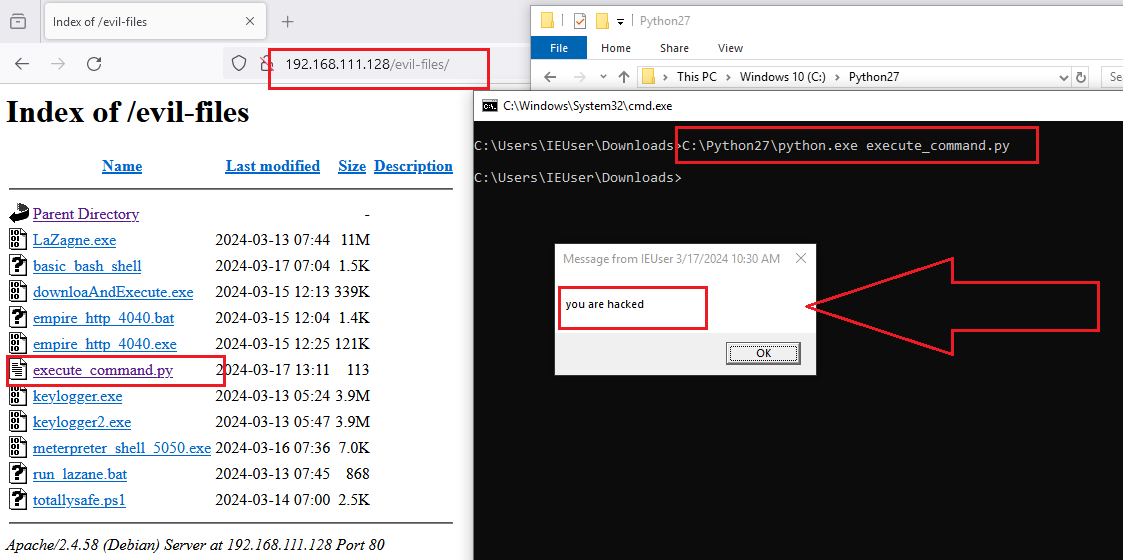 Index of /evil-files
192.168.111.128/evil-files/
Index of /evil-files
Name Last modified Size Description
Parent Directory -
LaZagne.exe 2024-03-13 07:44 11M
basic_bash_shell 2024-03-17 07:04 1.5K
downloaAndExecute.exe 2024-03-15 12:13 339K
empire_http_4040.bat 2024-03-15 12:04 1.4K
empire_http_4040.exe 2024-03-15 12:25 121K
execute_command.py 2024-03-17 13:11 113
keylogger.exe 2024-03-13 05:24 3.9M
keylogger2.exe 2024-03-13 05:47 3.9M
meterpreter_shell_5050.exe 2024-03-16 07:36 7.0K
run_lazane.bat 2024-03-13 07:45 868
totallysafe.ps1 2024-03-14 07:00 2.5K
Apache/2.4.58 (Debian) Server at 192.168.111.128 Port 80
Python27
File Home Share View
This PC > Windows 10 (C:) > Python27
Se
C:\Windows\System32\cmd.exe
C:\Users\IEUser\Downloads>C:\Python27\python.exe execute_command.py
C:\Users\IEUser\Downloads>
Message from IEUser 3/17/2024 10:30 AM
you are hacked
OK